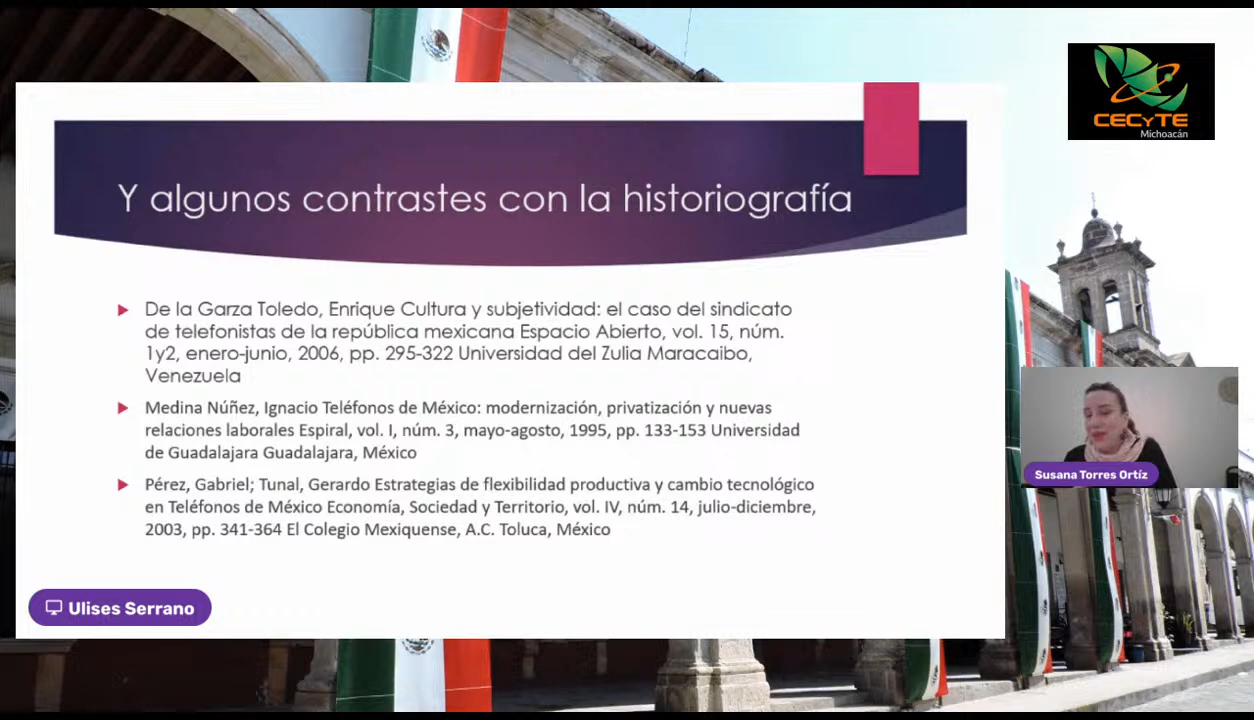 CECyTE
Michoacán
Y algunos contrastes con la historiografía
De la Garza Toledo, Enrique Cultura y subjetividad: el caso del sindicato
de telefonistas de la república mexicana Espacio Abierto, vol. 15, núm.
1y2, enero-junio, 2006, pp. 295-322 Universidad del Zulia Maracaibo,
Venezuela
Medina Núñez, Ignacio Teléfonos de México: modernización, privatización y nuevas
relaciones laborales Espiral, vol. I, núm. 3, mayo-agosto, 1995, pp. 133-153 Universidad
de Guadalajara Guadalajara, México
Pérez, Gabriel; Tunal, Gerardo Estrategias de flexibilidad productiva y cambio tecnológico
en Teléfonos de México Economía, Sociedad y Territorio, vol. IV, núm. 14, julio-diciembre,
2003, pp. 341-364 El Colegio Mexiquense, A.C. Toluca, México
Susana Torres Ortíz
Ulises Serrano